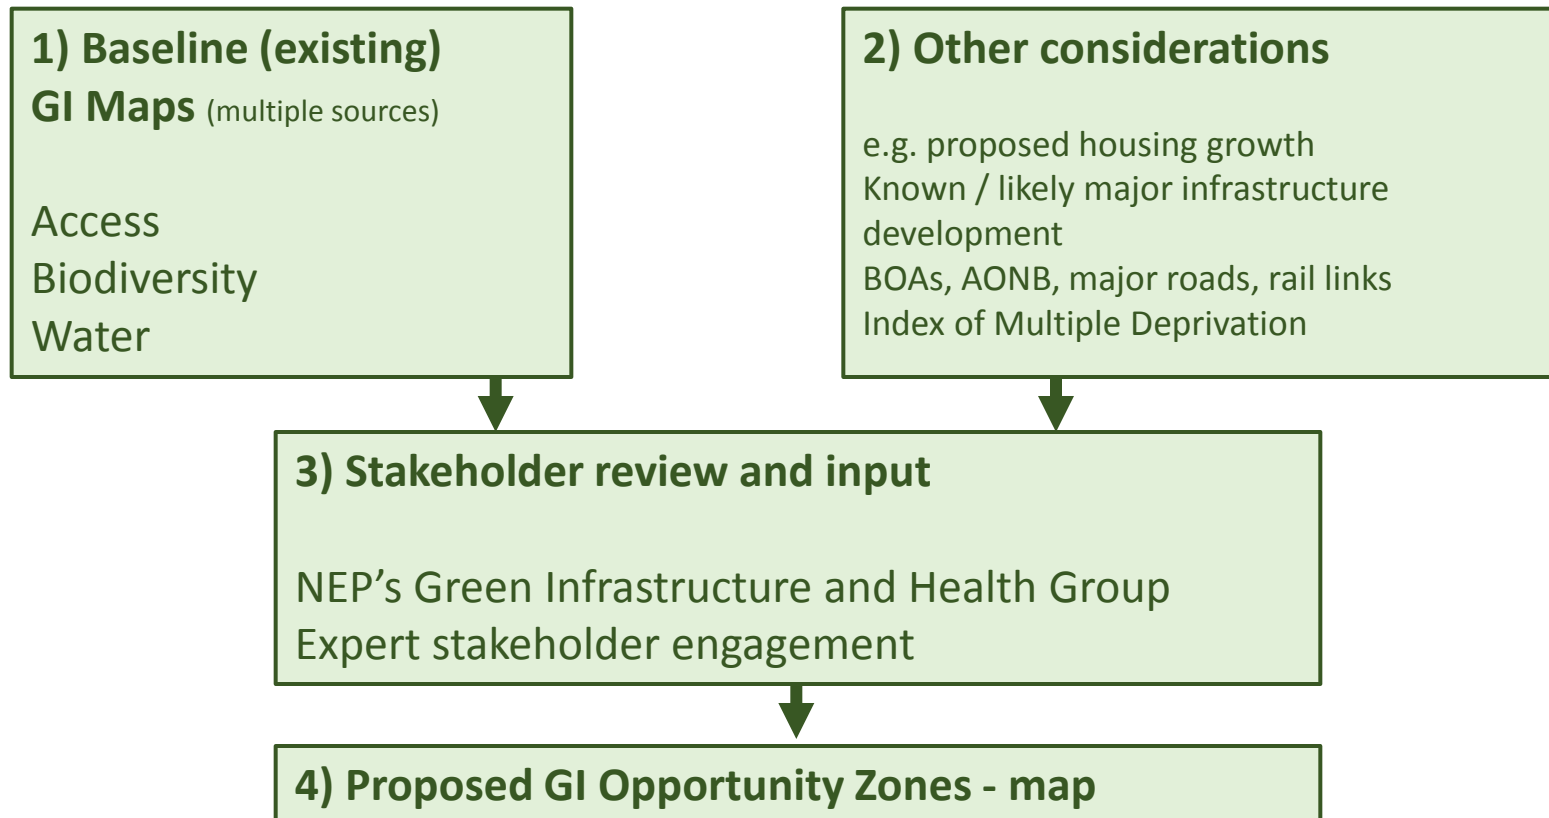 1) Baseline (existing)
GI Maps (multiple sources)
Access
Biodiversity
Water
2) Other considerations
e.g. proposed housing growth
Known / likely major infrastructure
development
BOAs, AONB, major roads, rail links
Index of Multiple Deprivation
3) Stakeholder review and input
NEP’s Green Infrastructure and Health Group
Expert stakeholder engagement
4) Proposed GI Opportunity Zones - map